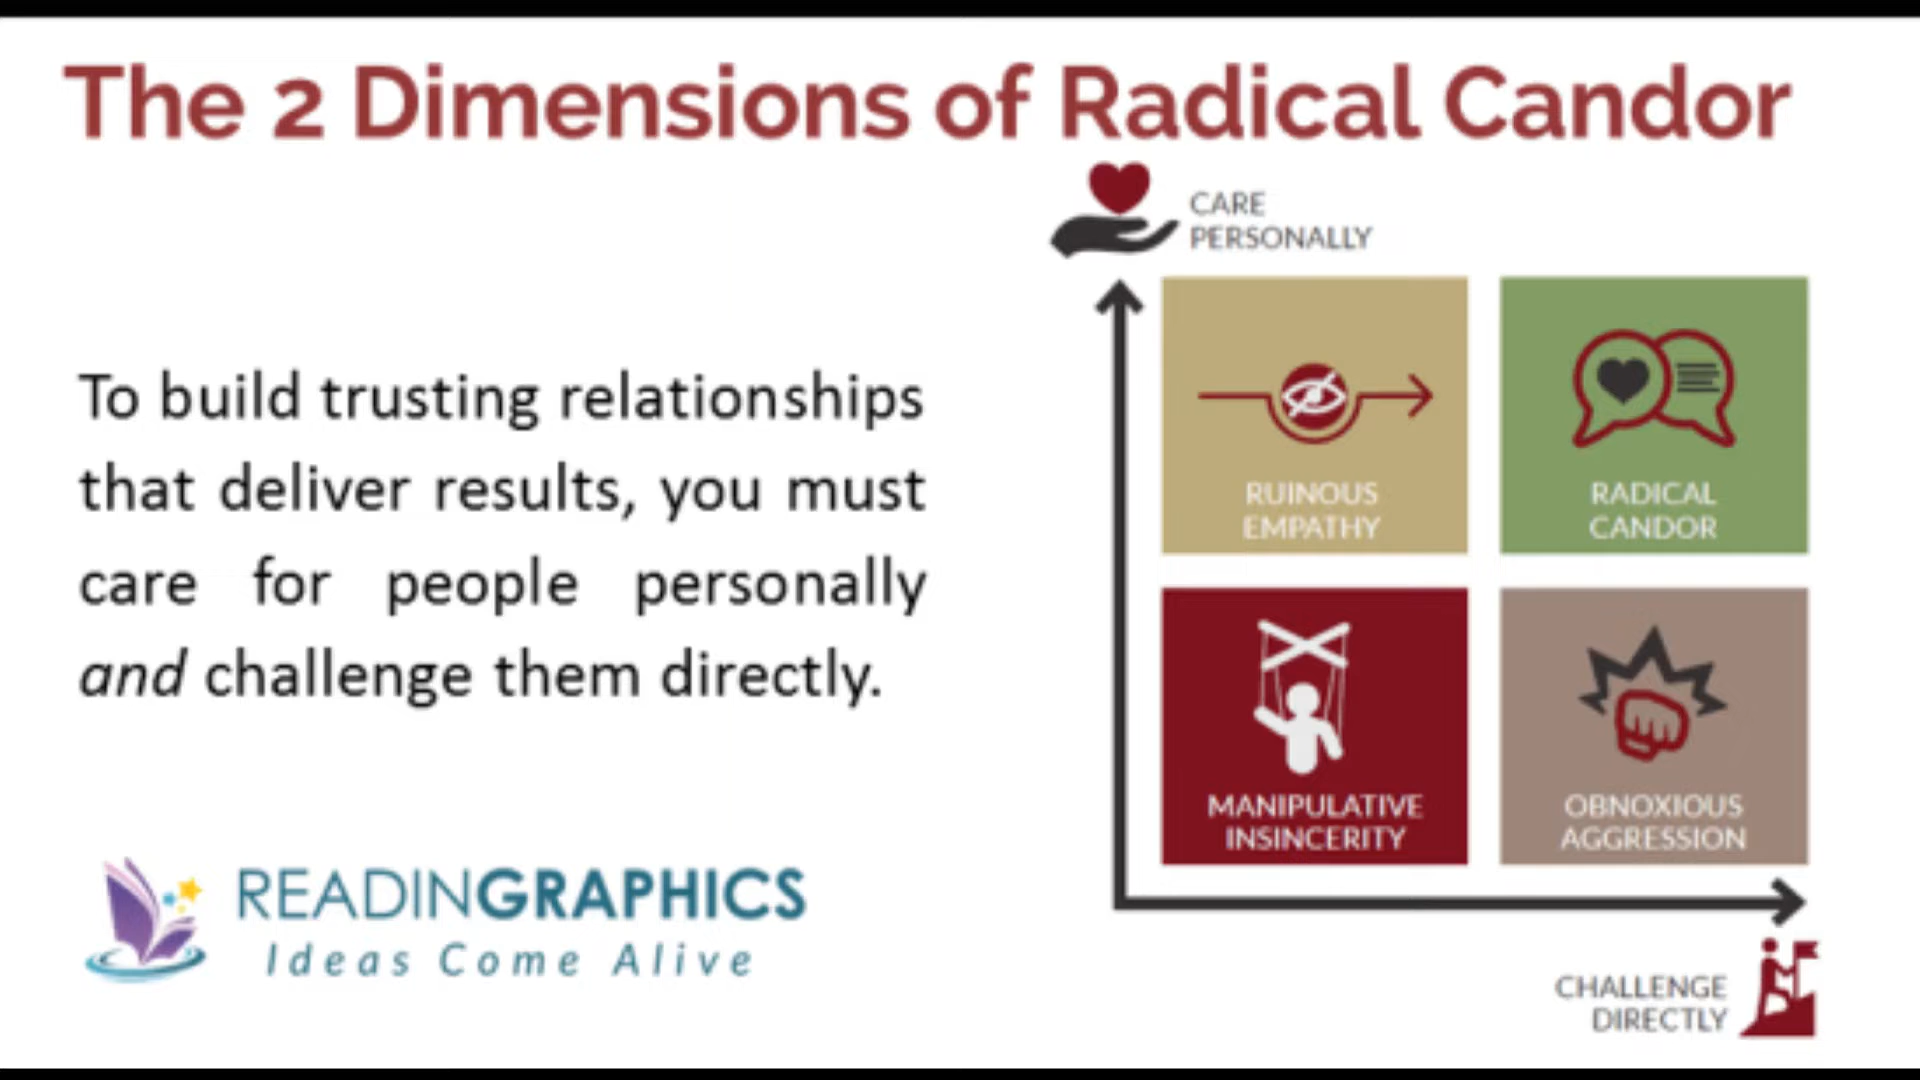 The 2 Dimensions of Radical Candor
CARE
PERSONALLY
To build trusting relationships
that deliver results, you must
care for people personally
and challenge them directly.
RUINOUS
EMPATHY
RADICAL
CANDOR
MANIPULATIVE
INSINCERITY
OBNOXIOUS
AGGRESSION
READINGRAPHICS
Ideas Come Alive
CHALLENGE
DIRECTLY